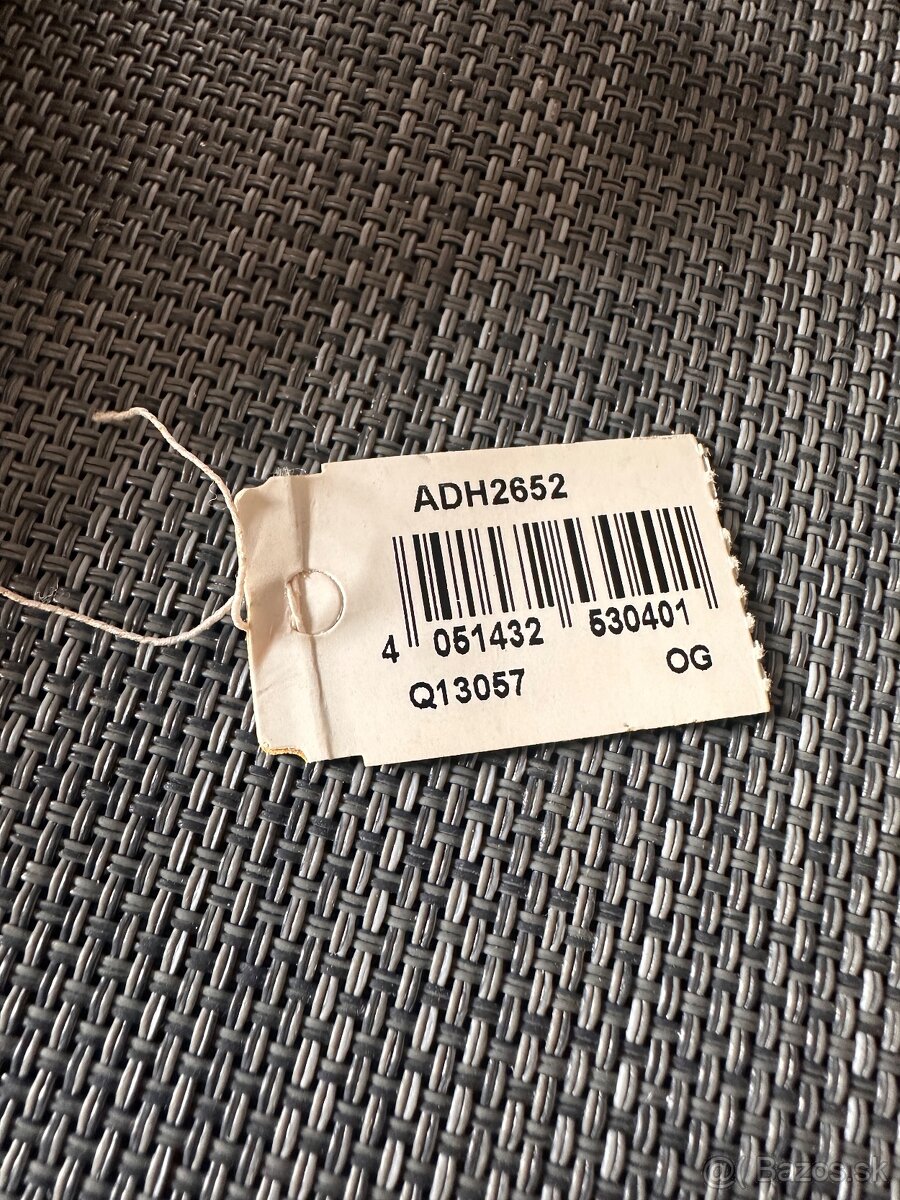 ADH2652
4 051432 530401
Q13057 OG
@( Bazos.sk